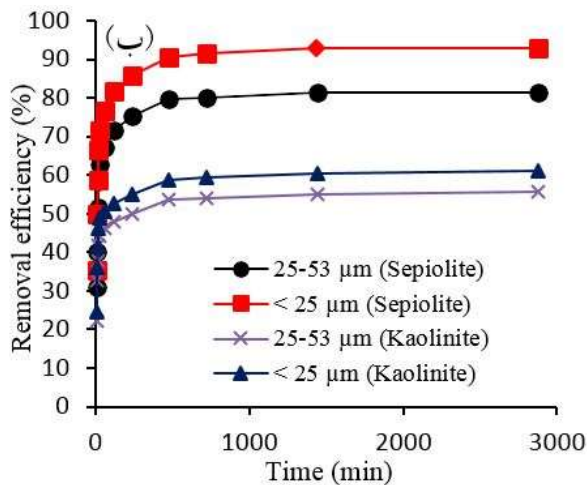 (ب)
Removal efficiency (%)
100
90
80
70
60
50
40
30
20
10
0
25-53 µm (Sepiolite)
< 25 µm (Sepiolite)
25-53 µm (Kaolinite)
< 25 µm (Kaolinite)
0
1000
2000
3000
Time (min)